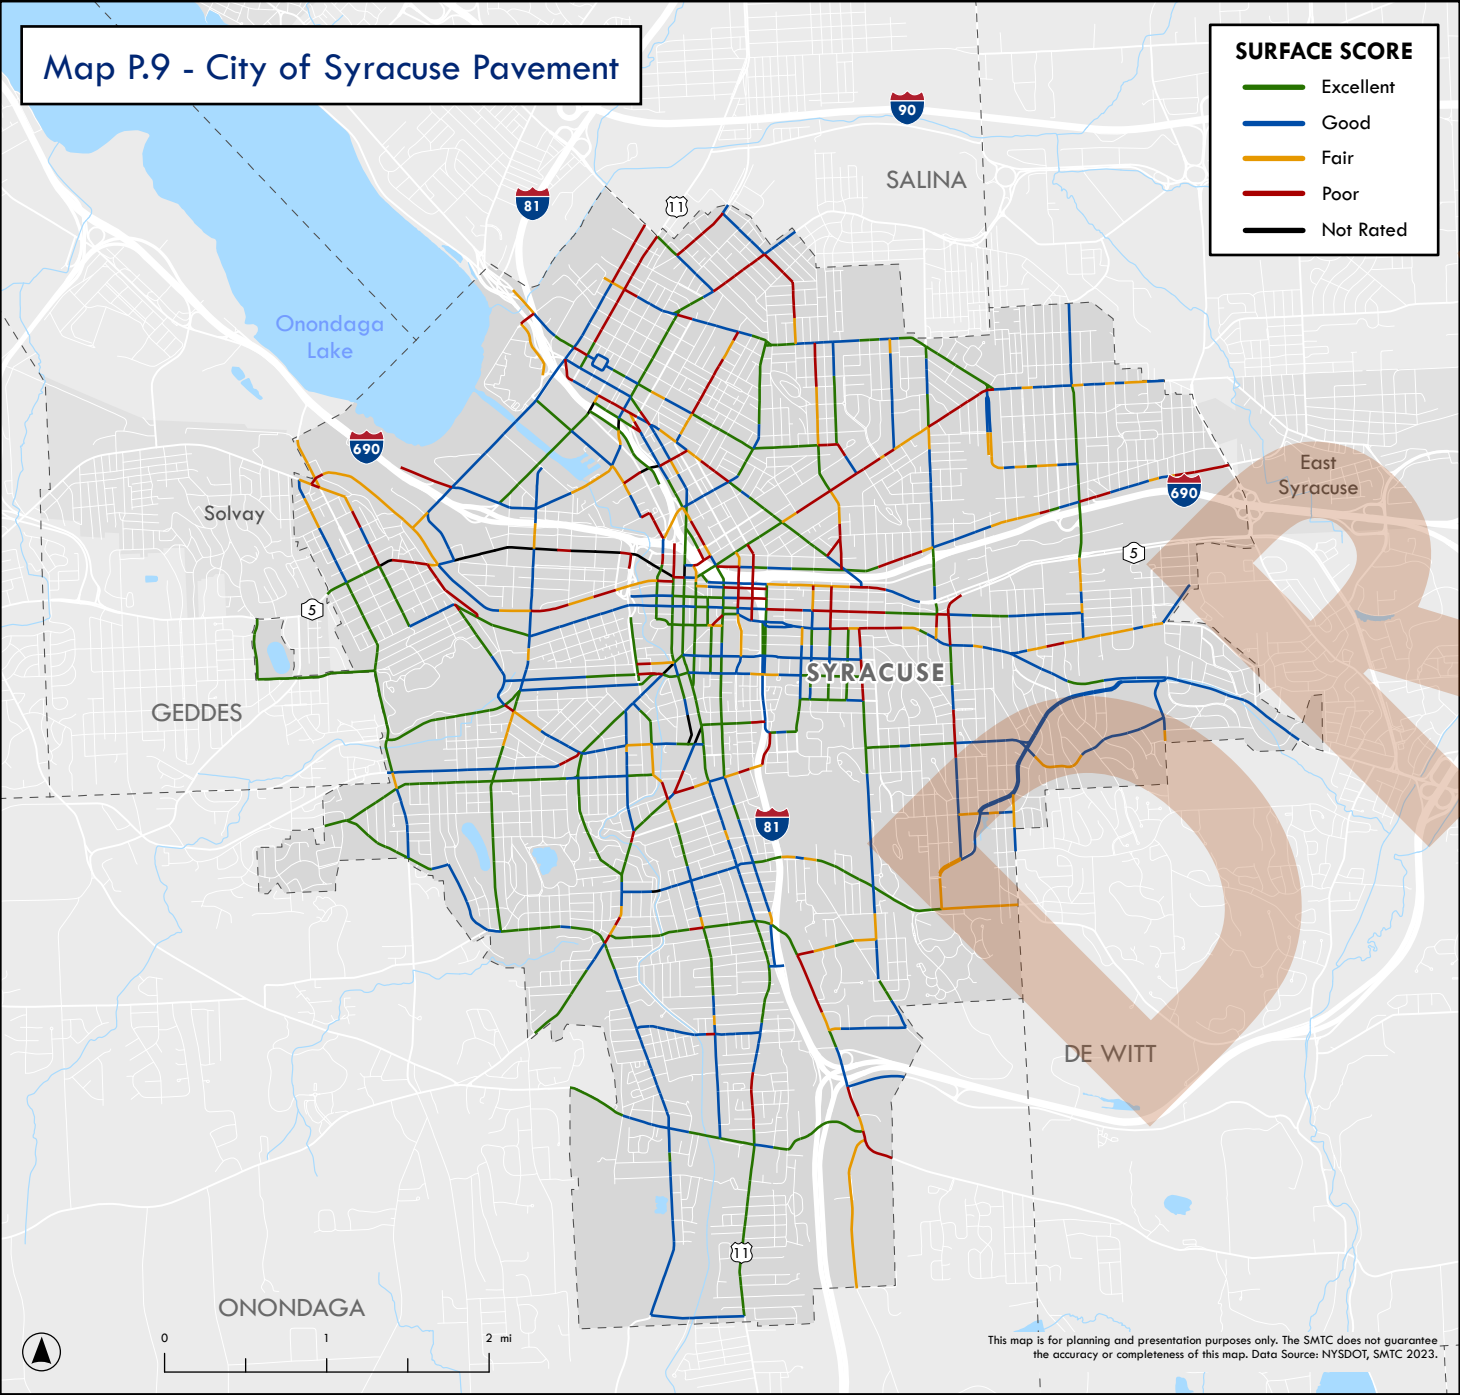 Map P.9 - City of Syracuse Pavement
SURFACE SCORE
Excellent
Good
Fair
Poor
Not Rated
90
SALINA
81
11
Onondaga
Lake
690
East
Syracuse
690
Solvay
5
5
SYRACUSE
GEDDES
81
DE WITT
11
ONONDAGA
0 1 2 mi
This map is for planning and presentation purposes only. The SMTC does not guarantee
the accuracy or completeness of this map. Data Source: NYSDOT, SMTC 2023.
D
R